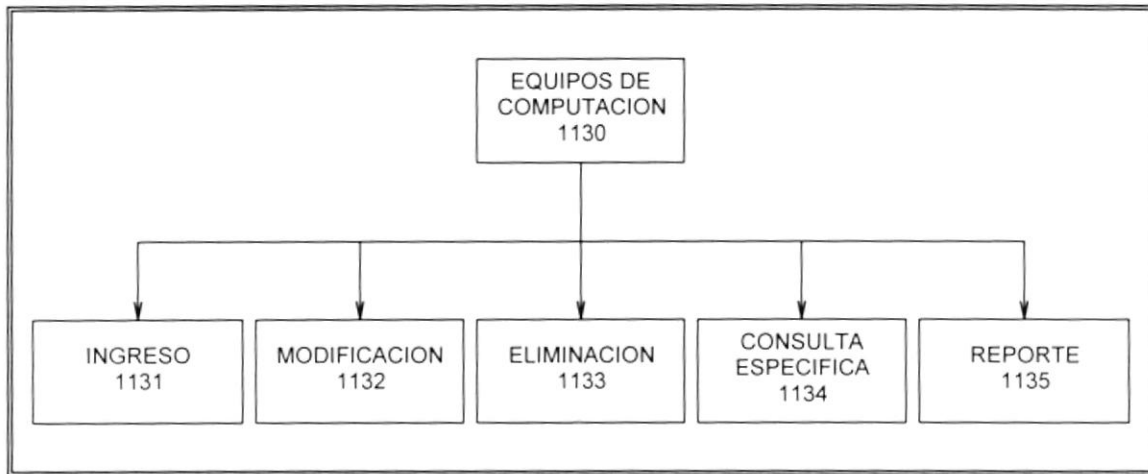 EQUIPOS DE
COMPUTACION
1130
INGRESO
1131
MODIFICACION
1132
ELIMINACION
1133
CONSULTA
ESPECIFICA
1134
REPORTE
1135